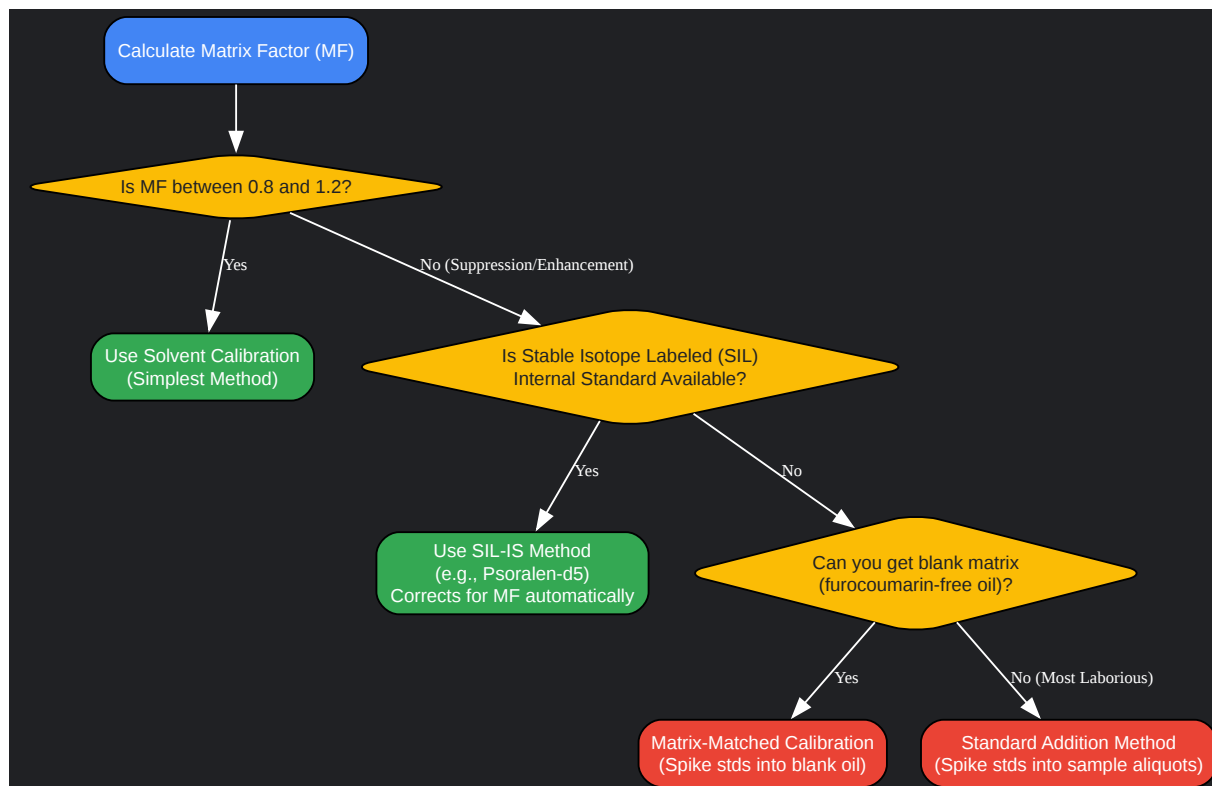 Calculate Matrix Factor (MF)
Is MF between 0.8 and 1.2?
Yes
No (Suppression/Enhancement)
Use Solvent Calibration
(Simplest Method)
Is Stable Isotope Labeled (SIL)
Internal Standard Available?
Yes
No
Use SIL-IS Method
(e.g., Psoralen-d5)
Corrects for MF automatically
Can you get blank matrix
(furocoumarin-free oil)?
Yes
No (Most Laborious)
Matrix-Matched Calibration
(Spike stds into blank oil)
Standard Addition Method
(Spike stds into sample aliquots)